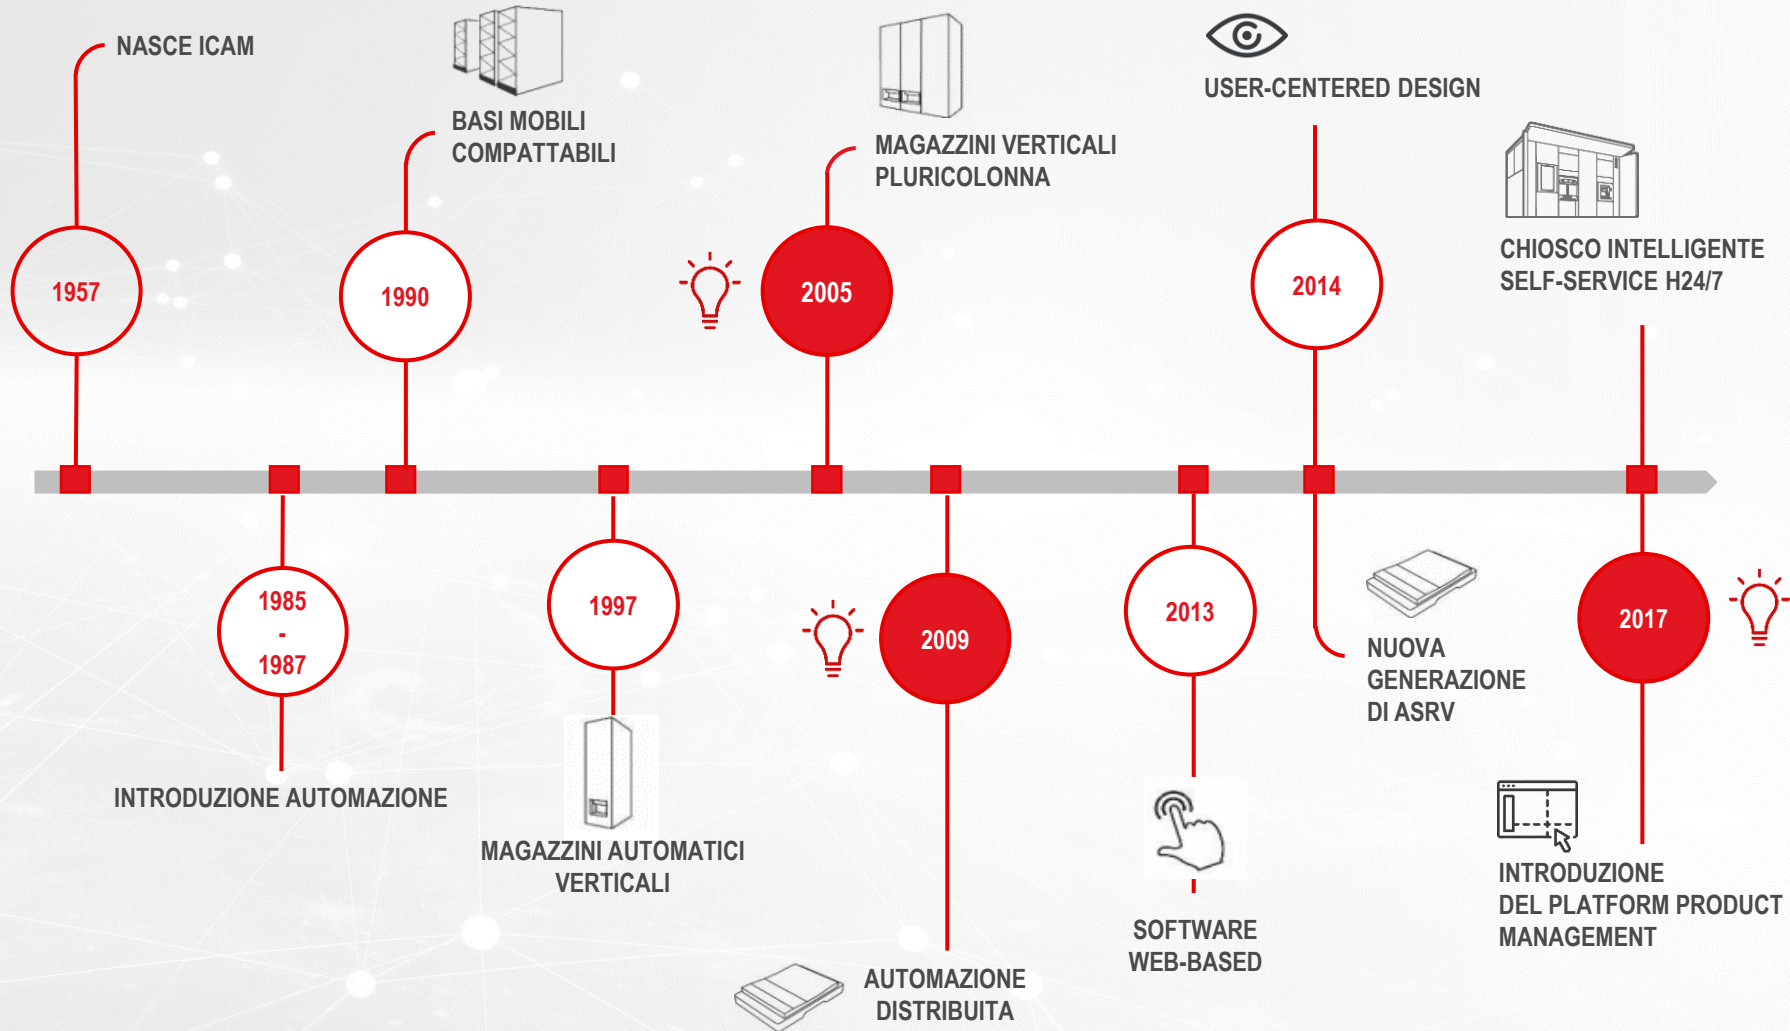 NASCE ICAM
1957
1985
-
1987
INTRODUZIONE AUTOMAZIONE
BASI MOBILI
COMPATTABILI
1990
1997
MAGAZZINI AUTOMATICI
VERTICALI
MAGAZZINI VERTICALI
PLURICOLONNA
2005
2009
AUTOMAZIONE
DISTRIBUITA
2013
SOFTWARE
WEB-BASED
USER-CENTERED DESIGN
2014
NUOVA
GENERAZIONE
DI ASRV
CHIOSCO INTELLIGENTE
SELF-SERVICE H24/7
2017
INTRODUZIONE
DEL PLATFORM PRODUCT
MANAGEMENT